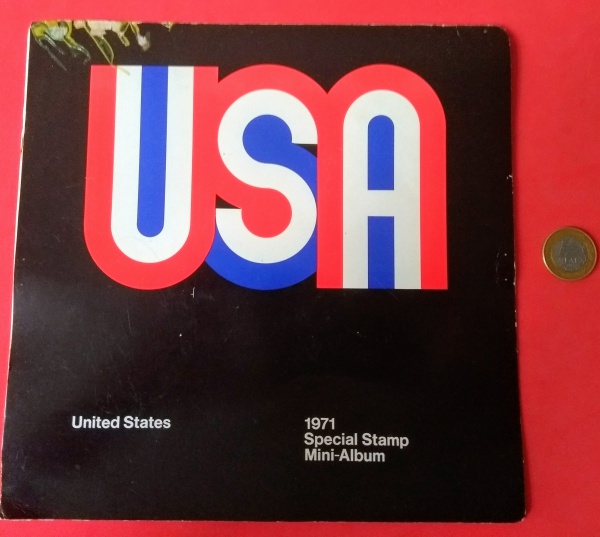 USA
United States
1971
Special Stamp
Mini-Album